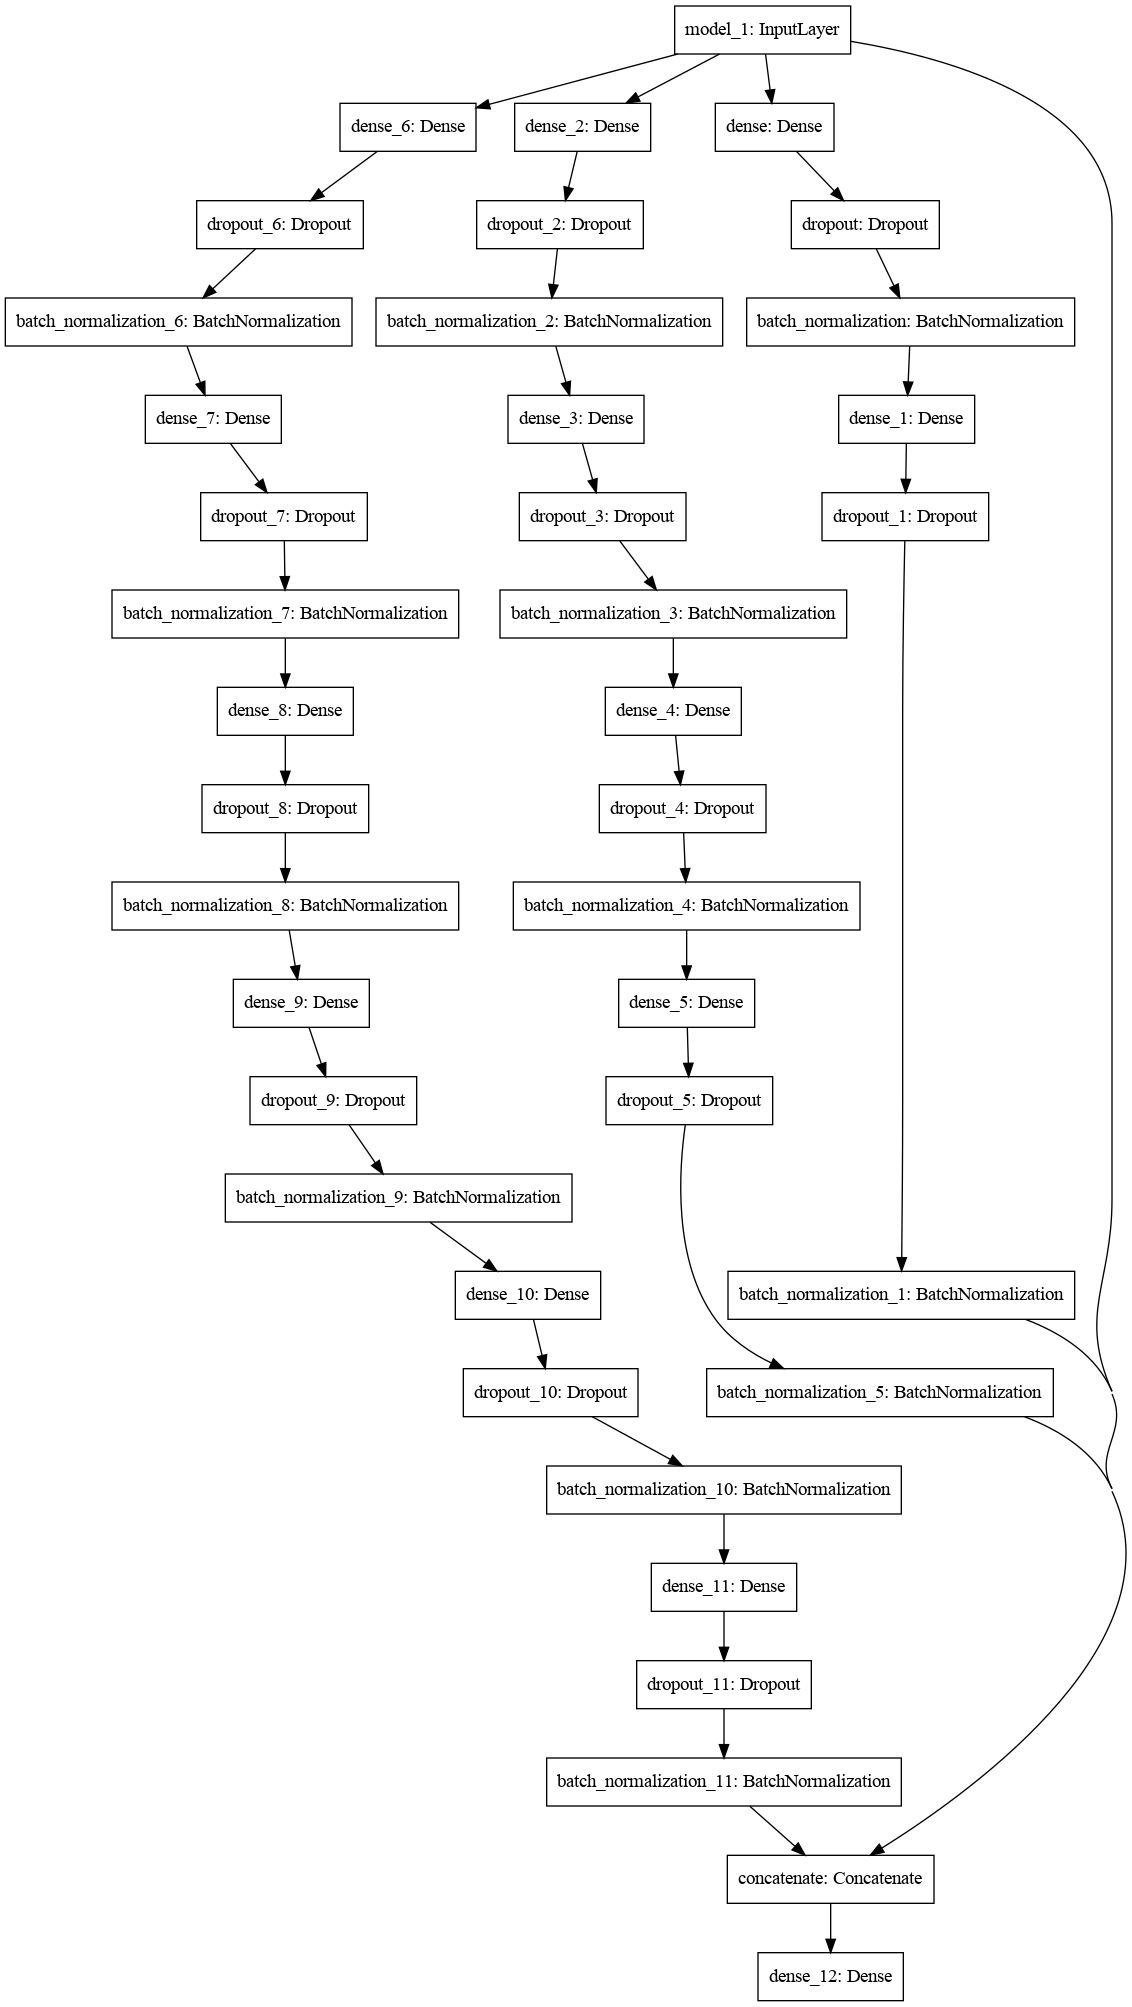 model_1: InputLayer
dense_6: Dense
dense_2: Dense
dense: Dense
dropout_6: Dropout
dropout_2: Dropout
dropout: Dropout
batch_normalization_6: BatchNormalization
batch_normalization_2: BatchNormalization
batch_normalization: BatchNormalization
dense_7: Dense
dense_3: Dense
dense_1: Dense
dropout_7: Dropout
dropout_3: Dropout
dropout_1: Dropout
batch_normalization_7: BatchNormalization
batch_normalization_3: BatchNormalization
dense_8: Dense
dense_4: Dense
dropout_8: Dropout
dropout_4: Dropout
batch_normalization_8: BatchNormalization
batch_normalization_4: BatchNormalization
dense_9: Dense
dense_5: Dense
dropout_9: Dropout
dropout_5: Dropout
batch_normalization_9: BatchNormalization
dense_10: Dense
batch_normalization_1: BatchNormalization
dropout_10: Dropout
batch_normalization_5: BatchNormalization
batch_normalization_10: BatchNormalization
dense_11: Dense
dropout_11: Dropout
batch_normalization_11: BatchNormalization
concatenate: Concatenate
dense_12: Dense